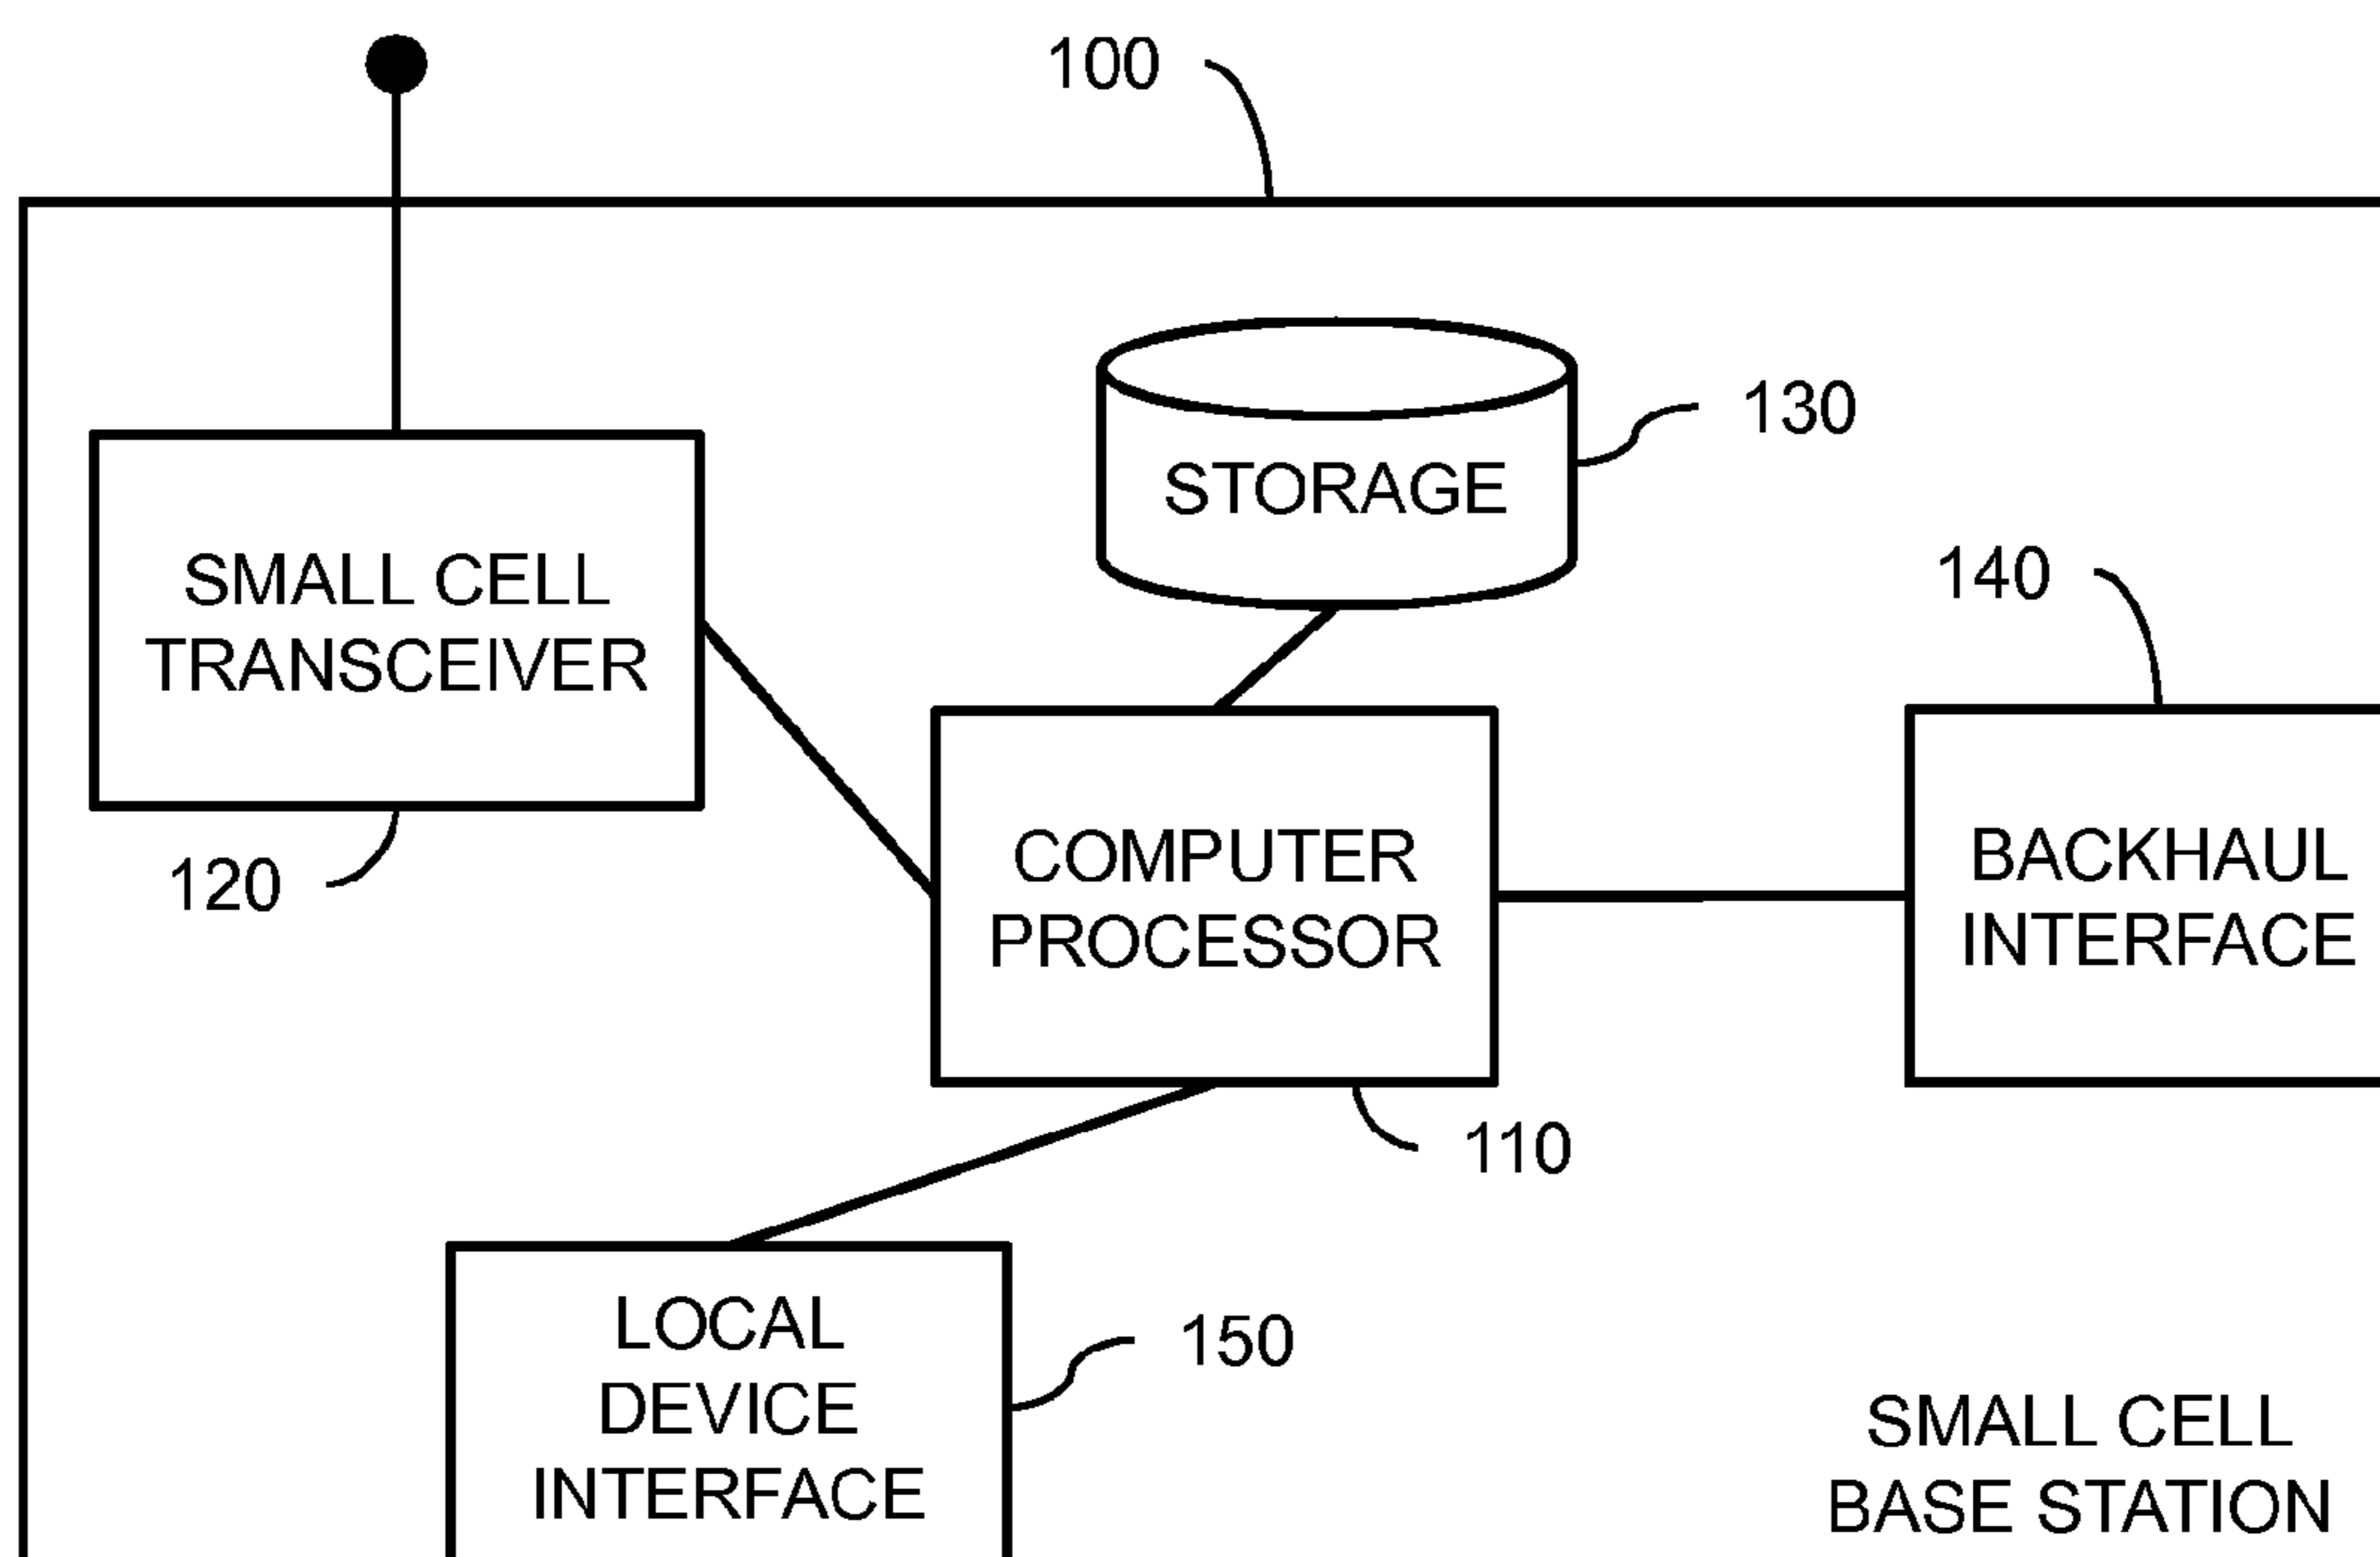 100
130
STORAGE
140
SMALL CELL
TRANSCEIVER
120
COMPUTER
PROCESSOR
BACKHAUL
INTERFACE
110
150
LOCAL
DEVICE
INTERFACE
SMALL CELL
BASE STATION